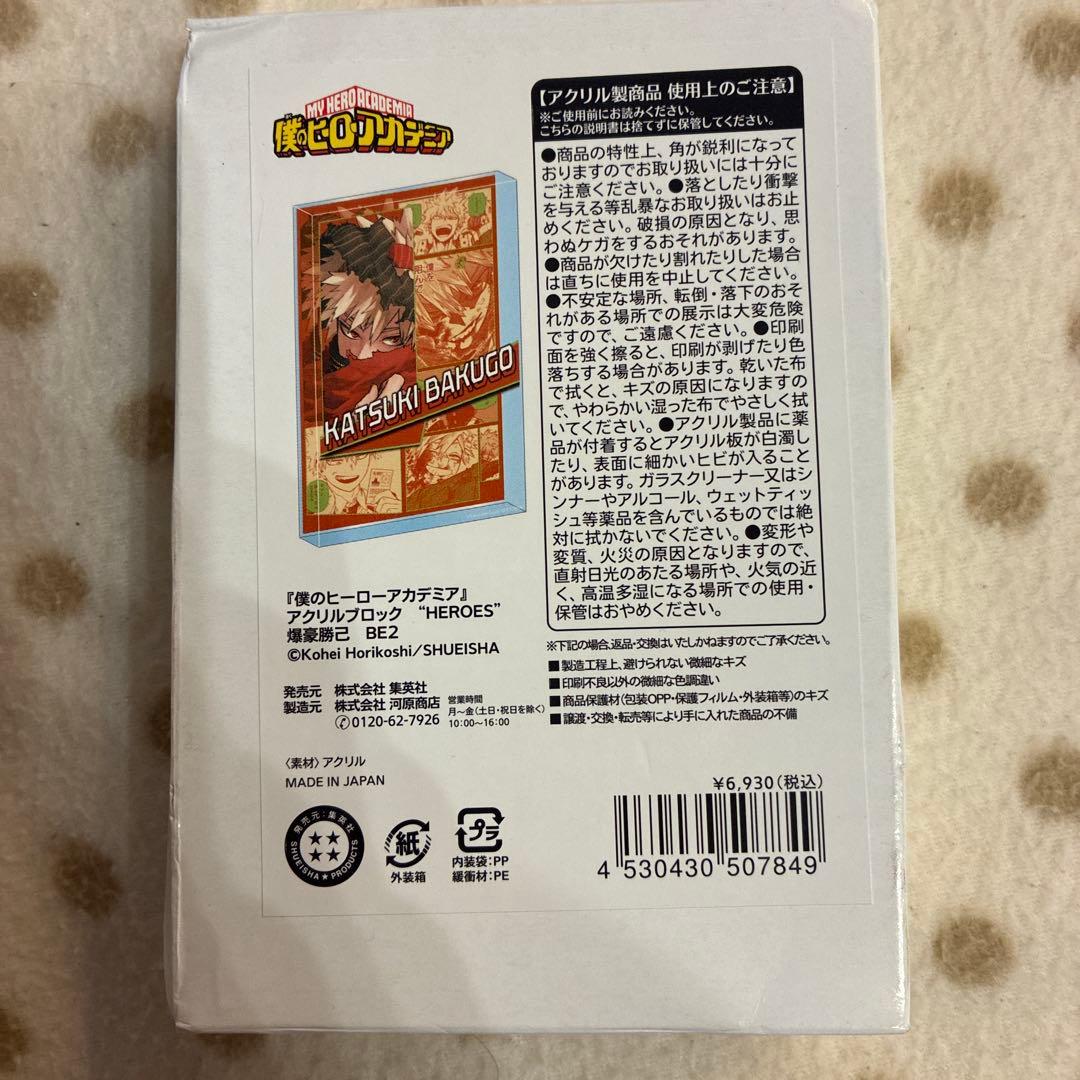 MY HERO ACADEMIA
僕のヒーローアカデミア
KATSUKI BAKUGO
『僕のヒーローアカデミア』
アクリルブロック “HEROES”
爆豪勝己 BE2
©Kohei Horikoshi/SHUEISHA
発売元 株式会社 集英社
製造元 株式会社 河原商店
0120-62-7926
営業時間
月～金(土日・祝日を除く)
10:00～16:00
〈素材〉アクリル
MADE IN JAPAN
発売元：集英社
SHUEISHA★PRODUCTS
紙
外装箱
プラ
内装袋：PP
緩衝材：PE
【アクリル製商品 使用上のご注意】
※ご使用前にお読みください。
こちらの説明書は捨てずに保管してください。
●商品の特性上、角が鋭利になって
おりますのでお取り扱いには十分に
ご注意ください。●落としたり衝撃
を与える等乱暴なお取り扱いはお止
めください。破損の原因となり、思
わぬケガをするおそれがあります。
●商品が欠けたり割れたりした場合
は直ちに使用を中止してください。
●不安定な場所、転倒・落下のおそ
れがある場所での展示は大変危険
ですので、ご遠慮ください。●印刷
面を強く擦ると、印刷が剥げたり色
落ちする場合があります。乾いた布
で拭くと、キズの原因になりますの
で、やわらかい湿った布でやさしく拭
いてください。●アクリル製品に薬
品が付着するとアクリル板が白濁し
たり、表面に細かいヒビが入ること
があります。ガラスクリーナー又はシ
ンナーやアルコール、ウェットティッ
シュ等薬品を含んでいるものでは絶
対に拭かないでください。●変形や
変質、火災の原因となりますので、
直射日光のあたる場所や、火気の近
く、高温多湿になる場所での使用・
保管はおやめください。
※下記の場合、返品・交換はいたしかねますのでご了承ください。
■製造工程上、避けられない微細なキズ
■印刷不良以外の微細な色調違い
■商品保護材(包装OPP・保護フィルム・外装箱等)のキズ
■譲渡・交換・転売等により手に入れた商品の不備
¥6,930(税込)
4 530430 507849